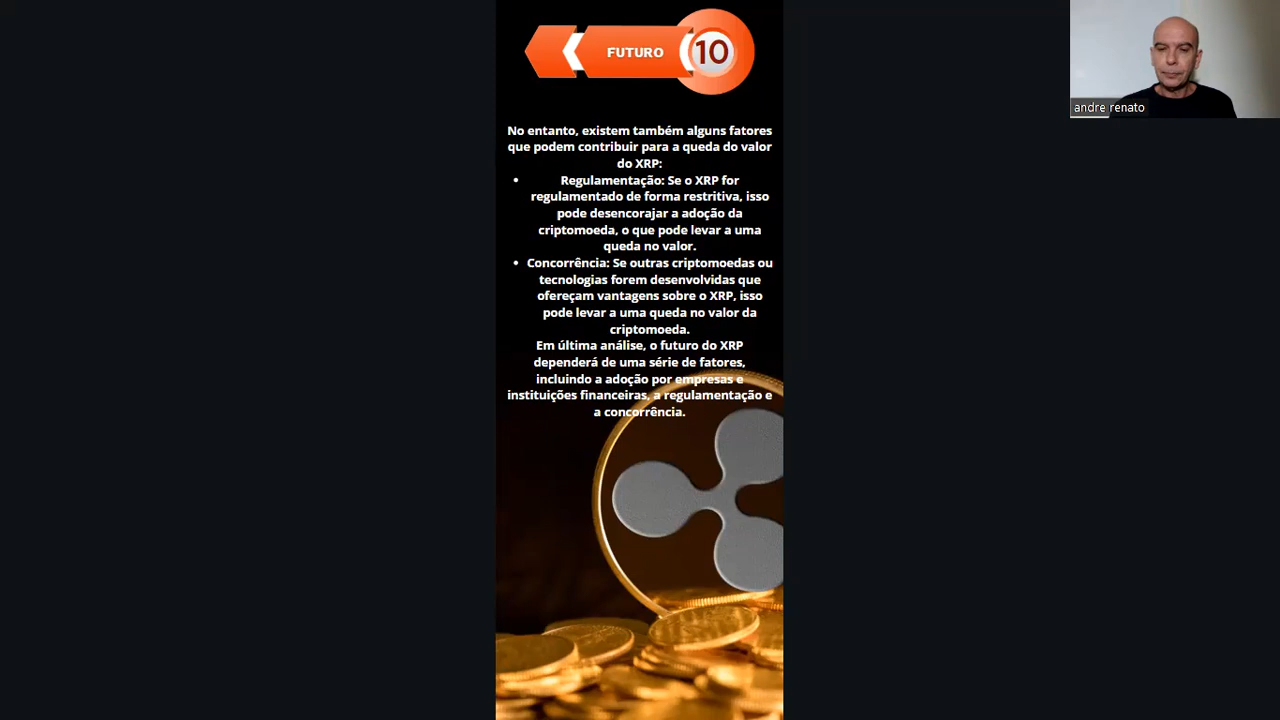 FUTURO
10
andre renato
No entanto, existem também alguns fatores
que podem contribuir para a queda do valor
do XRP:
• Regulamentação: Se o XRP for
regulamentado de forma restritiva, isso
pode desencorajar a adoção da
criptomoeda, o que pode levar a uma
queda no valor.
• Concorrência: Se outras criptomoedas ou
tecnologias forem desenvolvidas que
ofereçam vantagens sobre o XRP, isso
pode levar a uma queda no valor da
criptomoeda.
Em última análise, o futuro do XRP
dependerá de uma série de fatores,
incluindo a adoção por empresas e
instituições financeiras, a regulamentação e
a concorrência.